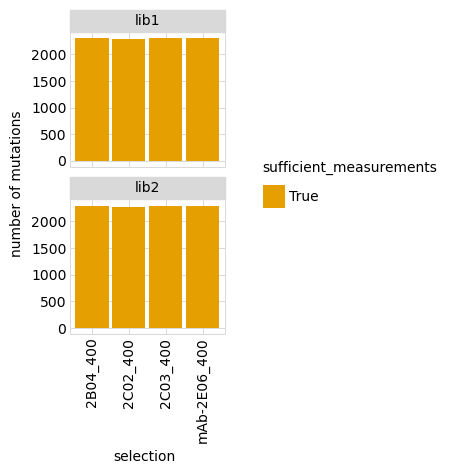 lib1
2000
1500
1000
500
0
lib2
2000
1500
1000
500
0
number of mutations
2B04_400
2C02_400
2C03_400
mAb-2E06_400
selection
sufficient_measurements
True